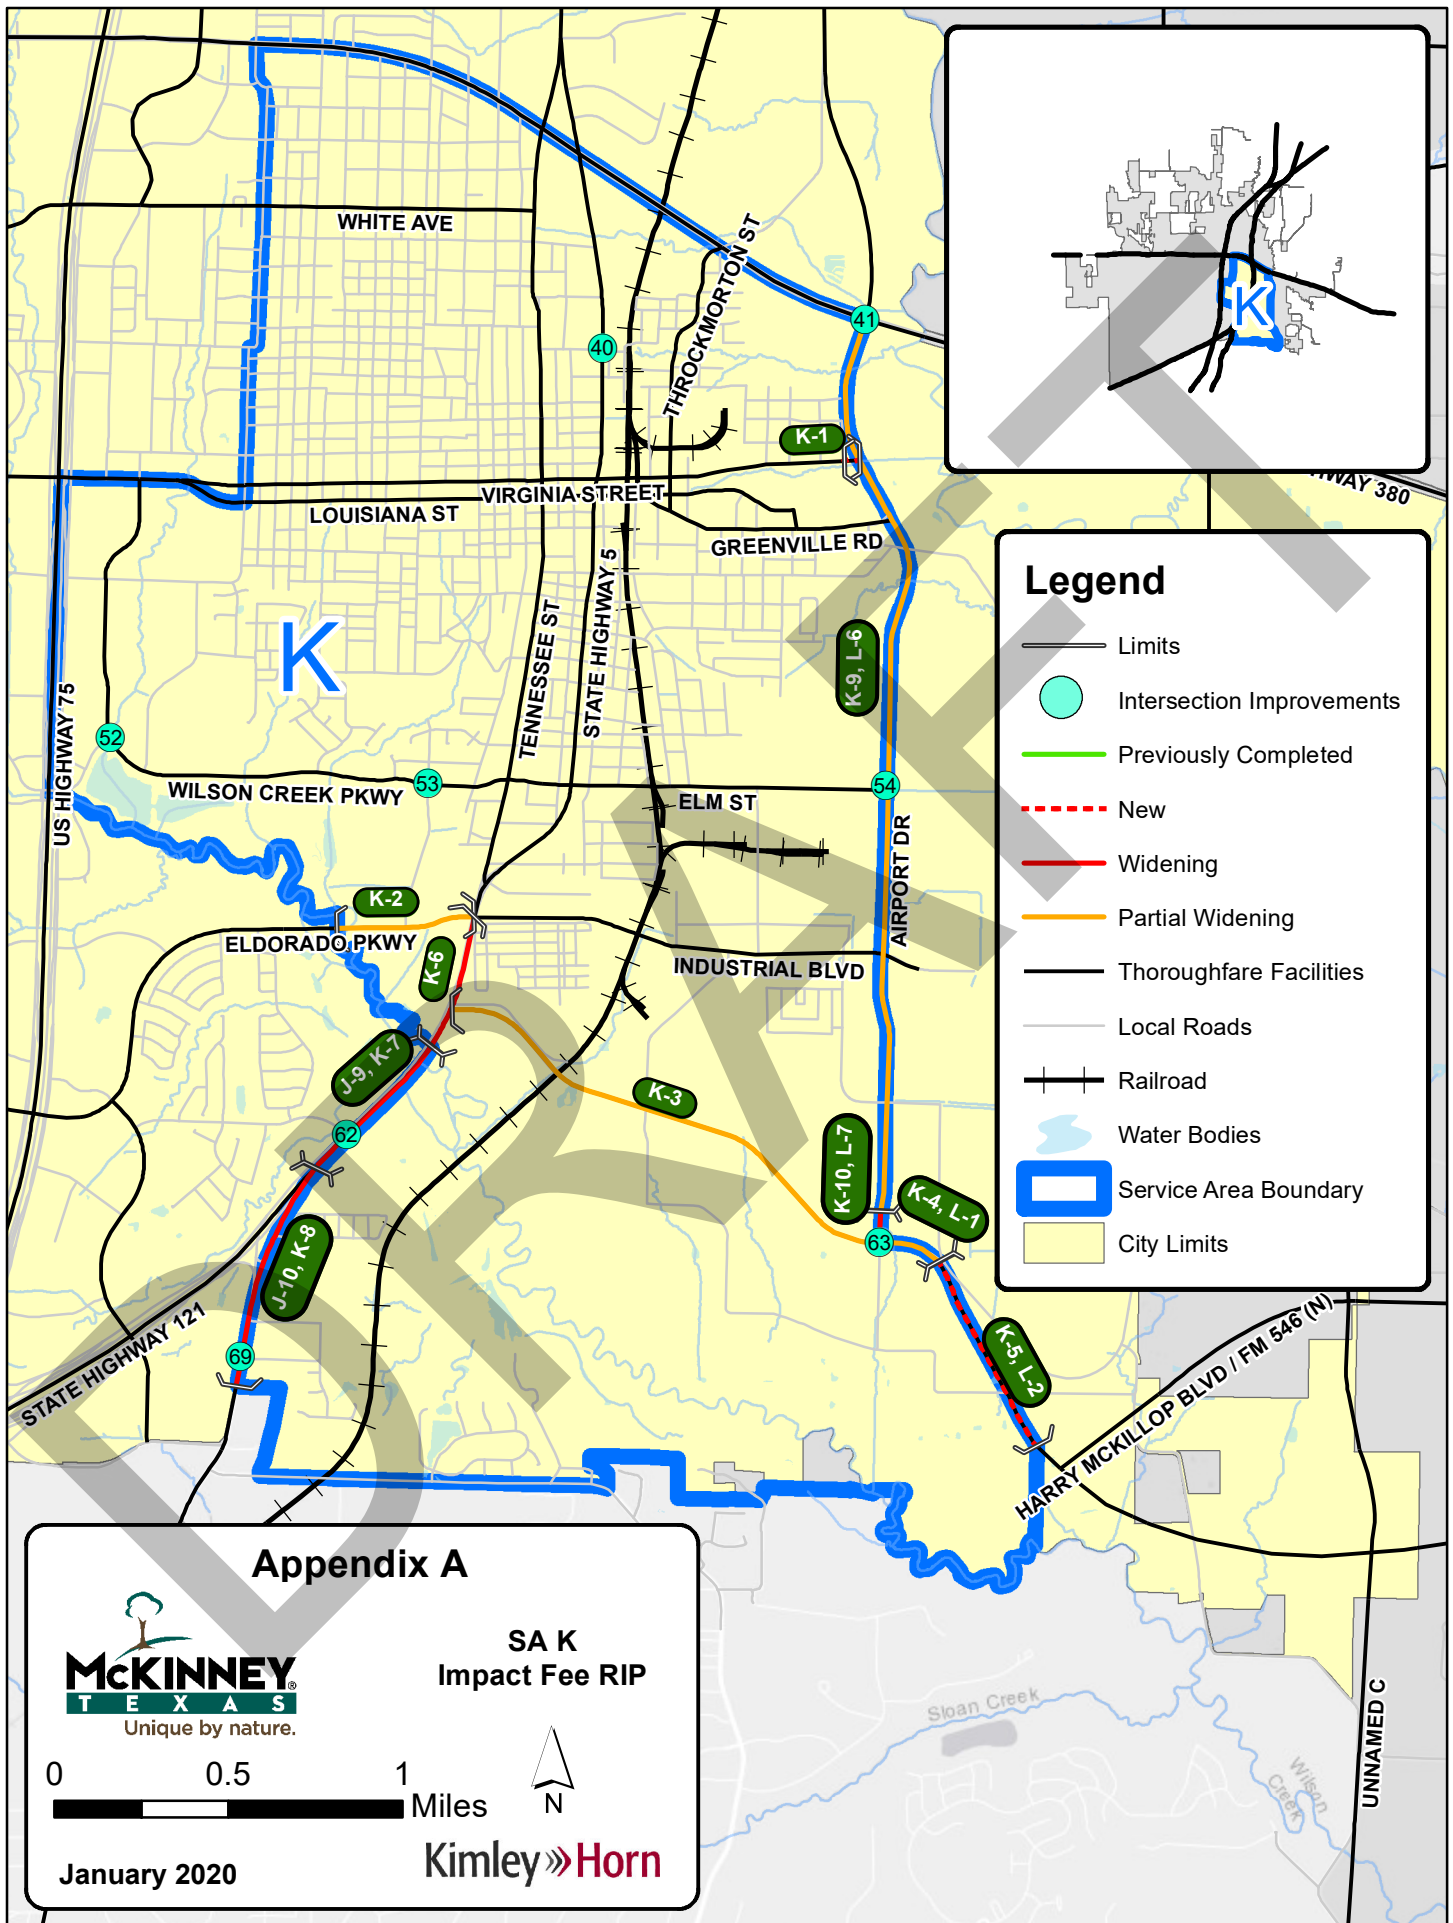 WHITE AVE
THROCKMORTON ST
41
40
K
K-1
HWAY 380
VIRGINIA STREET
LOUISIANA ST
GREENVILLE RD
Legend
Limits
Intersection Improvements
Previously Completed
New
Widening
Partial Widening
Thoroughfare Facilities
Local Roads
Railroad
Water Bodies
Service Area Boundary
City Limits
K
TENNESSEE ST
STATE HIGHWAY 5
K-9, L-6
US HIGHWAY 75
52
WILSON CREEK PKWY
53
ELM ST
54
AIRPORT DR
K-2
ELDORADO PKWY
K-6
INDUSTRIAL BLVD
J-9, K-7
K-3
62
K-10, L-7
K-4, L-1
63
J-10, K-8
69
STATE HIGHWAY 121
K-5, L-2
HARRY MCKILLOP BLVD / FM 546 (N)
UNNAMED C
Sloan Creek
Wilson
Creek
DRAFT
Appendix A
McKINNEY®
TEXAS
Unique by nature.
SA K
Impact Fee RIP
0 0.5 1
Miles
N
January 2020
Kimley»Horn